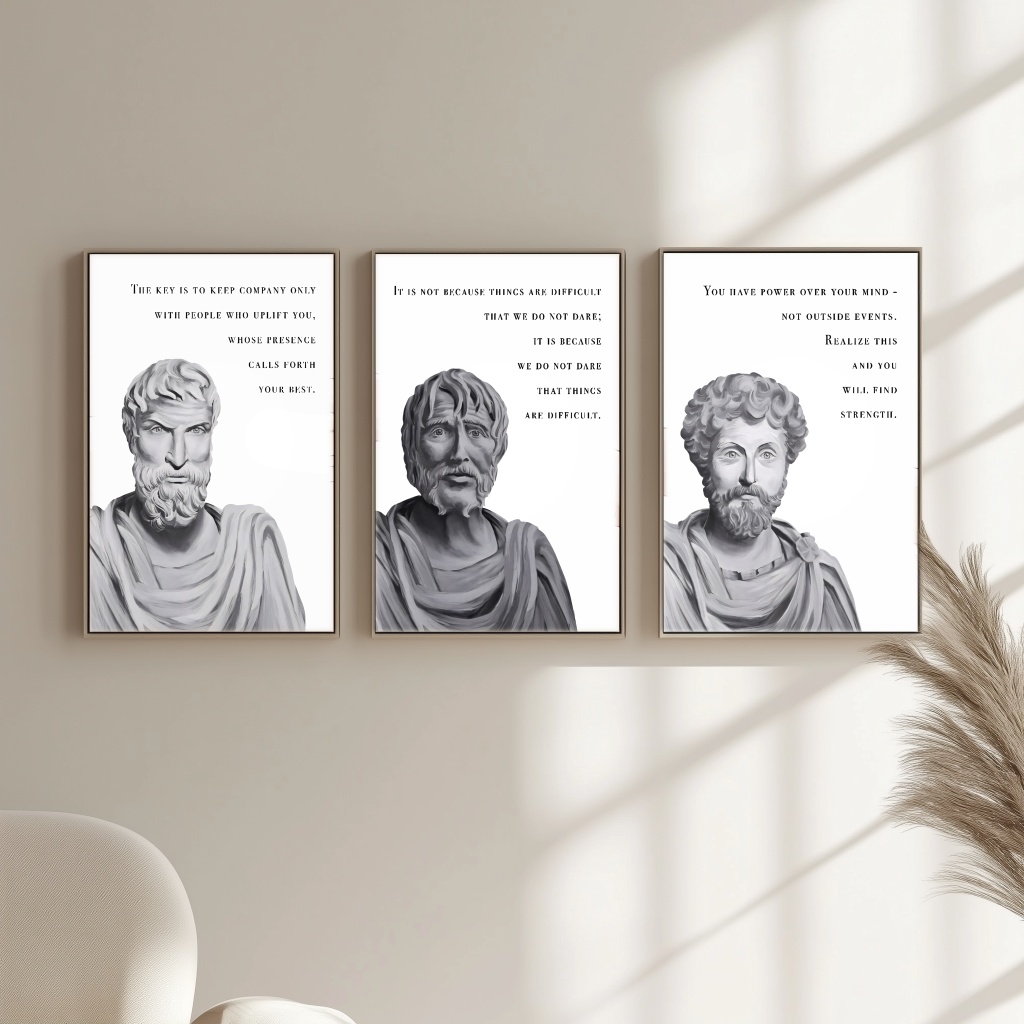 The key is to keep company only
with people who uplift you,
whose presence
calls forth
your best.
It is not because things are difficult
that we do not dare;
it is because
we do not dare
that things
are difficult.
You have power over your mind -
not outside events.
Realize this
and you
will find
strength.